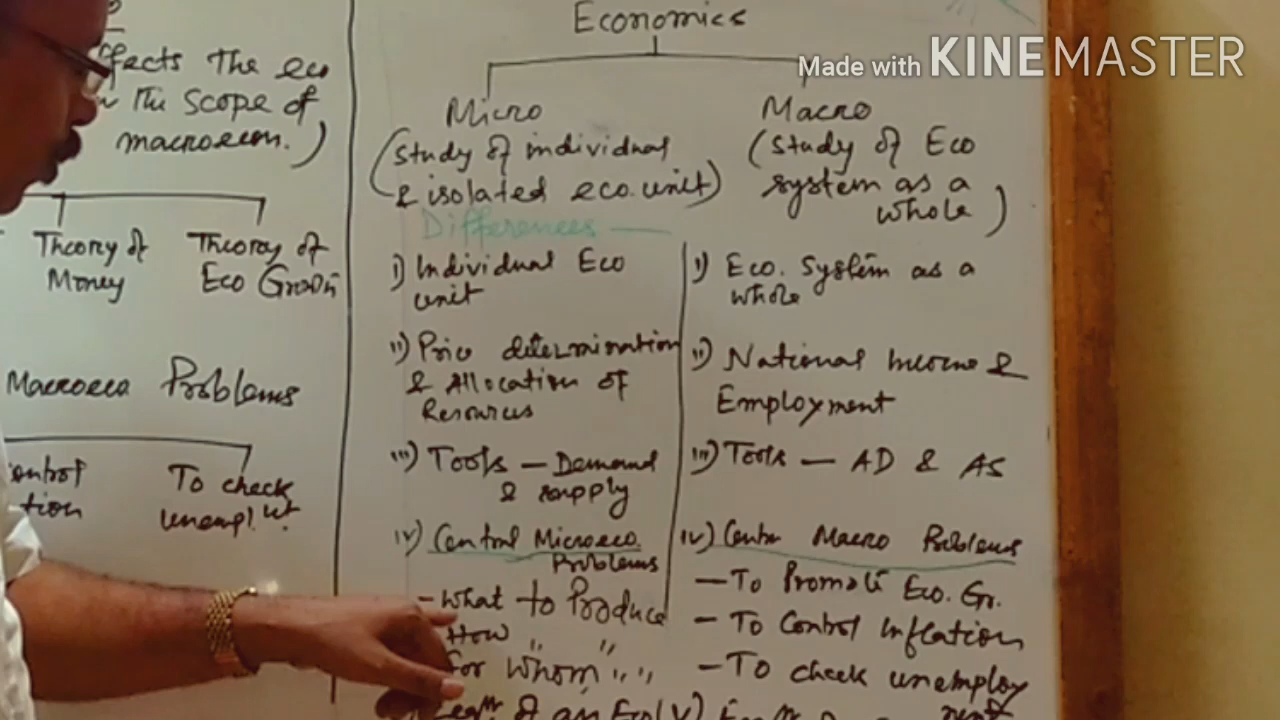 ffects The eco
The scope of
macroecon.)
Theory of
Money
Theory of
Eco Growth
Macroeco Problems
ontrol
tion
To check
unempl.
Economics
Made with KINEMASTER
Micro
(Study of individual
& isolated eco. unit)
Macro
(Study of Eco
system as a
whole)
Differences
i) Individual Eco
unit
ii) Price determination
& Allocation of
Resources
iii) Tools — Demand
& supply
iv) Central Microeco.
Problems
- What to Produce
How " "
for whom " "
i) Eco. System as a
whole
ii) National Income &
Employment
iii) Tools — AD & AS
iv) Macro Problems
— To Promote Eco. Gr.
- To Control Inflation
- To check unemploy
ment